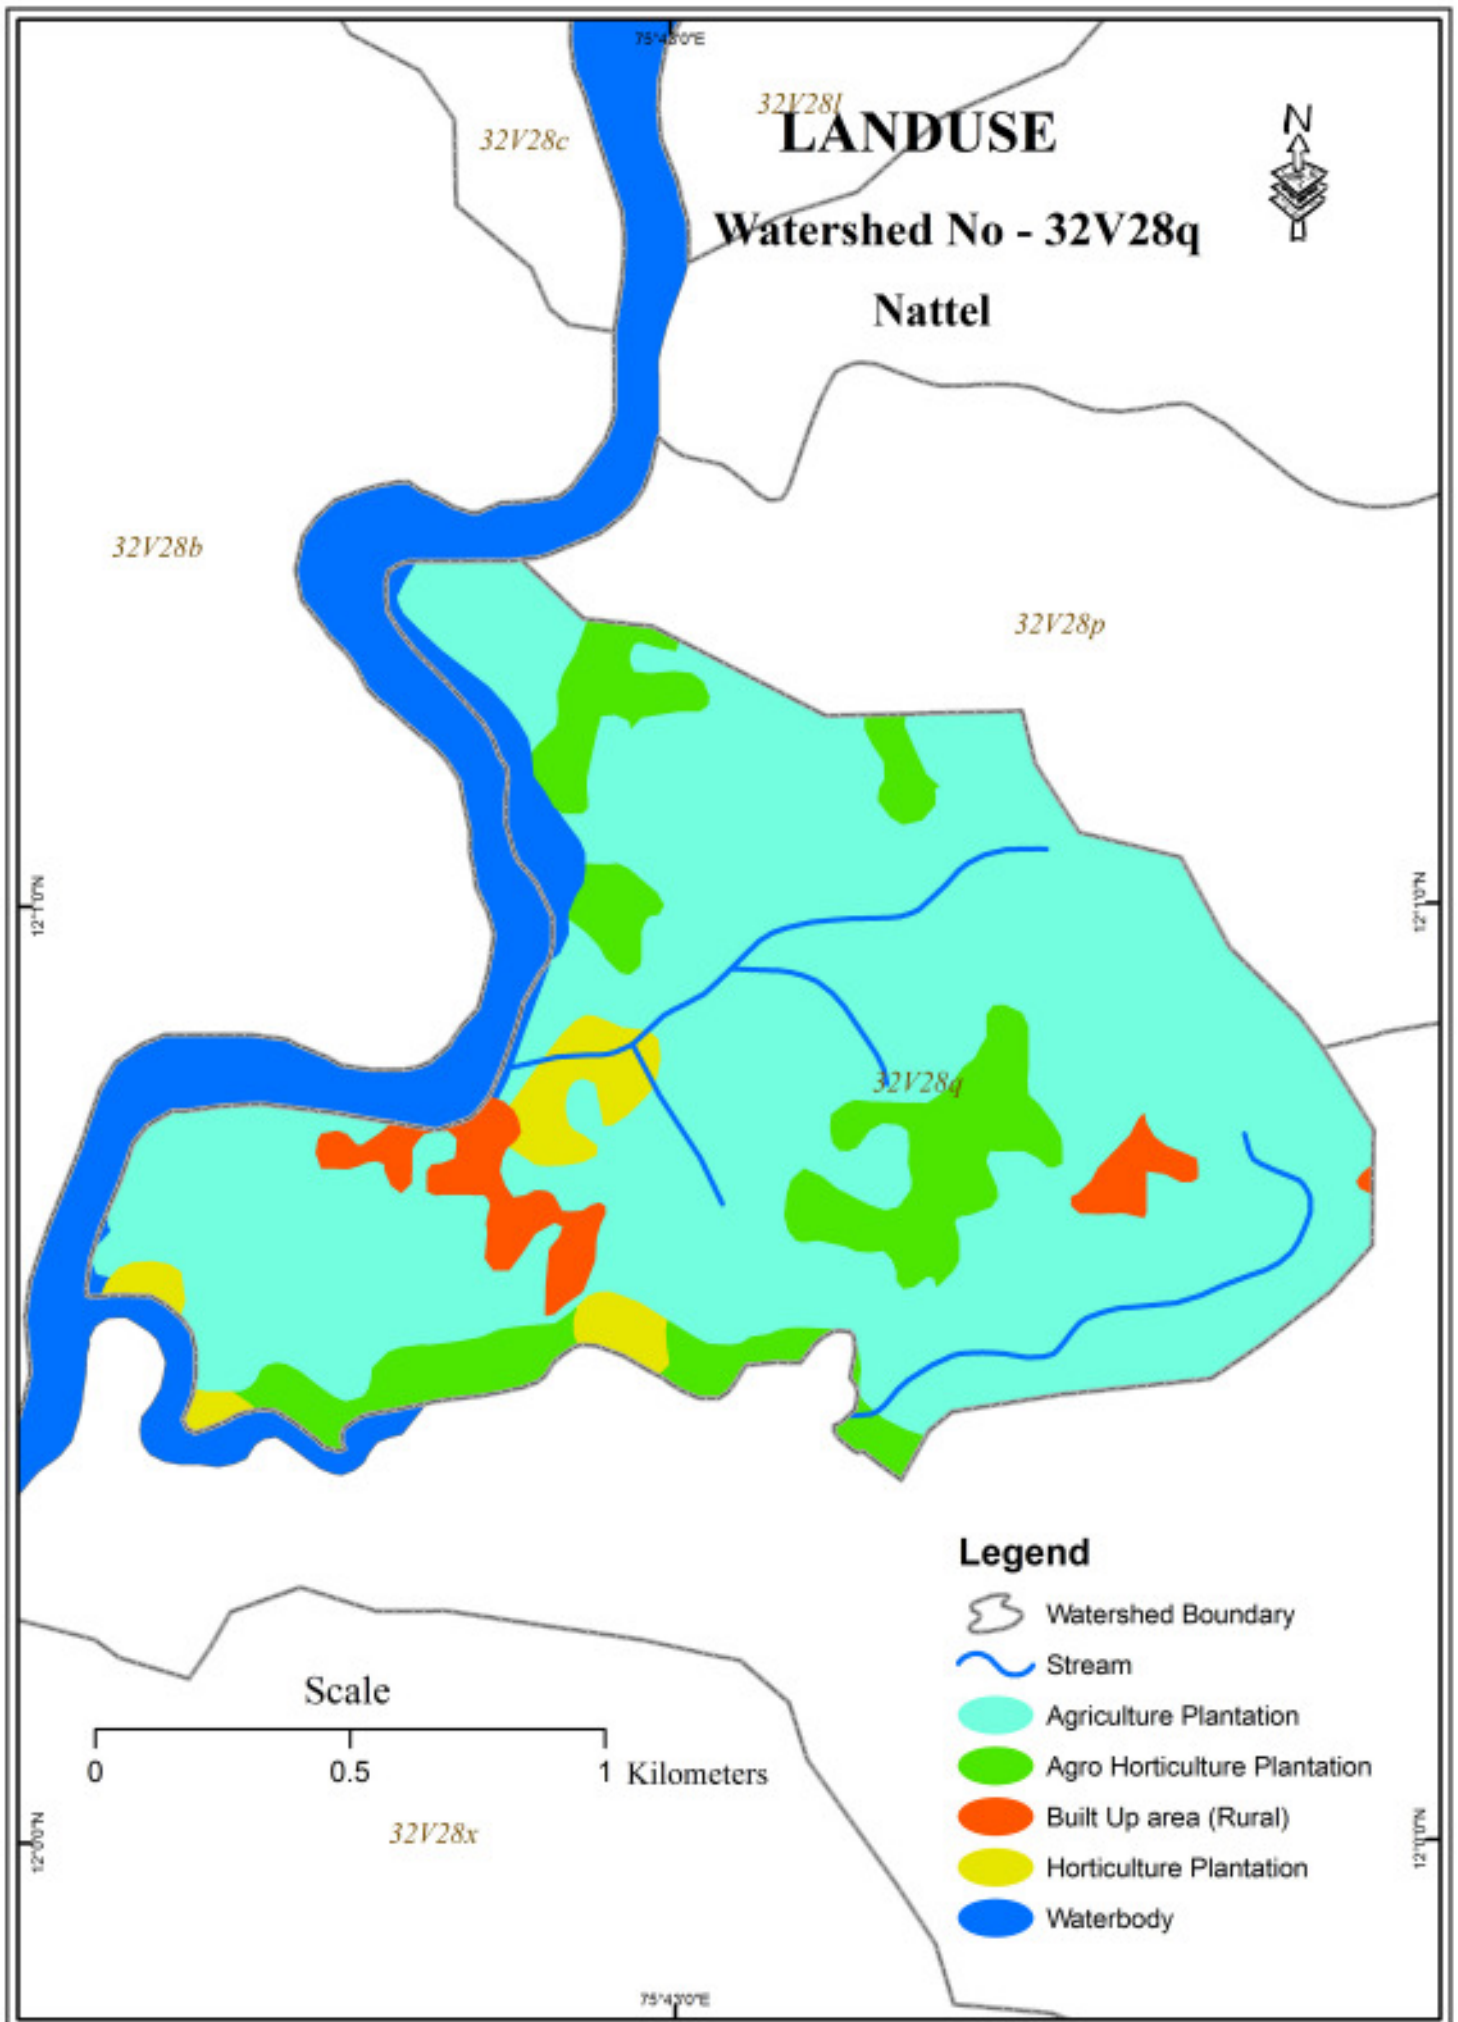 75°43'0"E
32V28l
32V28c
LANDUSE
N
Watershed No - 32V28q
Nattel
32V28b
32V28p
12°1'0"N
12°1'0"N
32V28q
Legend
Watershed Boundary
Stream
Agriculture Plantation
Agro Horticulture Plantation
Built Up area (Rural)
Horticulture Plantation
Waterbody
Scale
0 0.5 1 Kilometers
32V28x
12°0'0"N
12°0'0"N
75°43'0"E